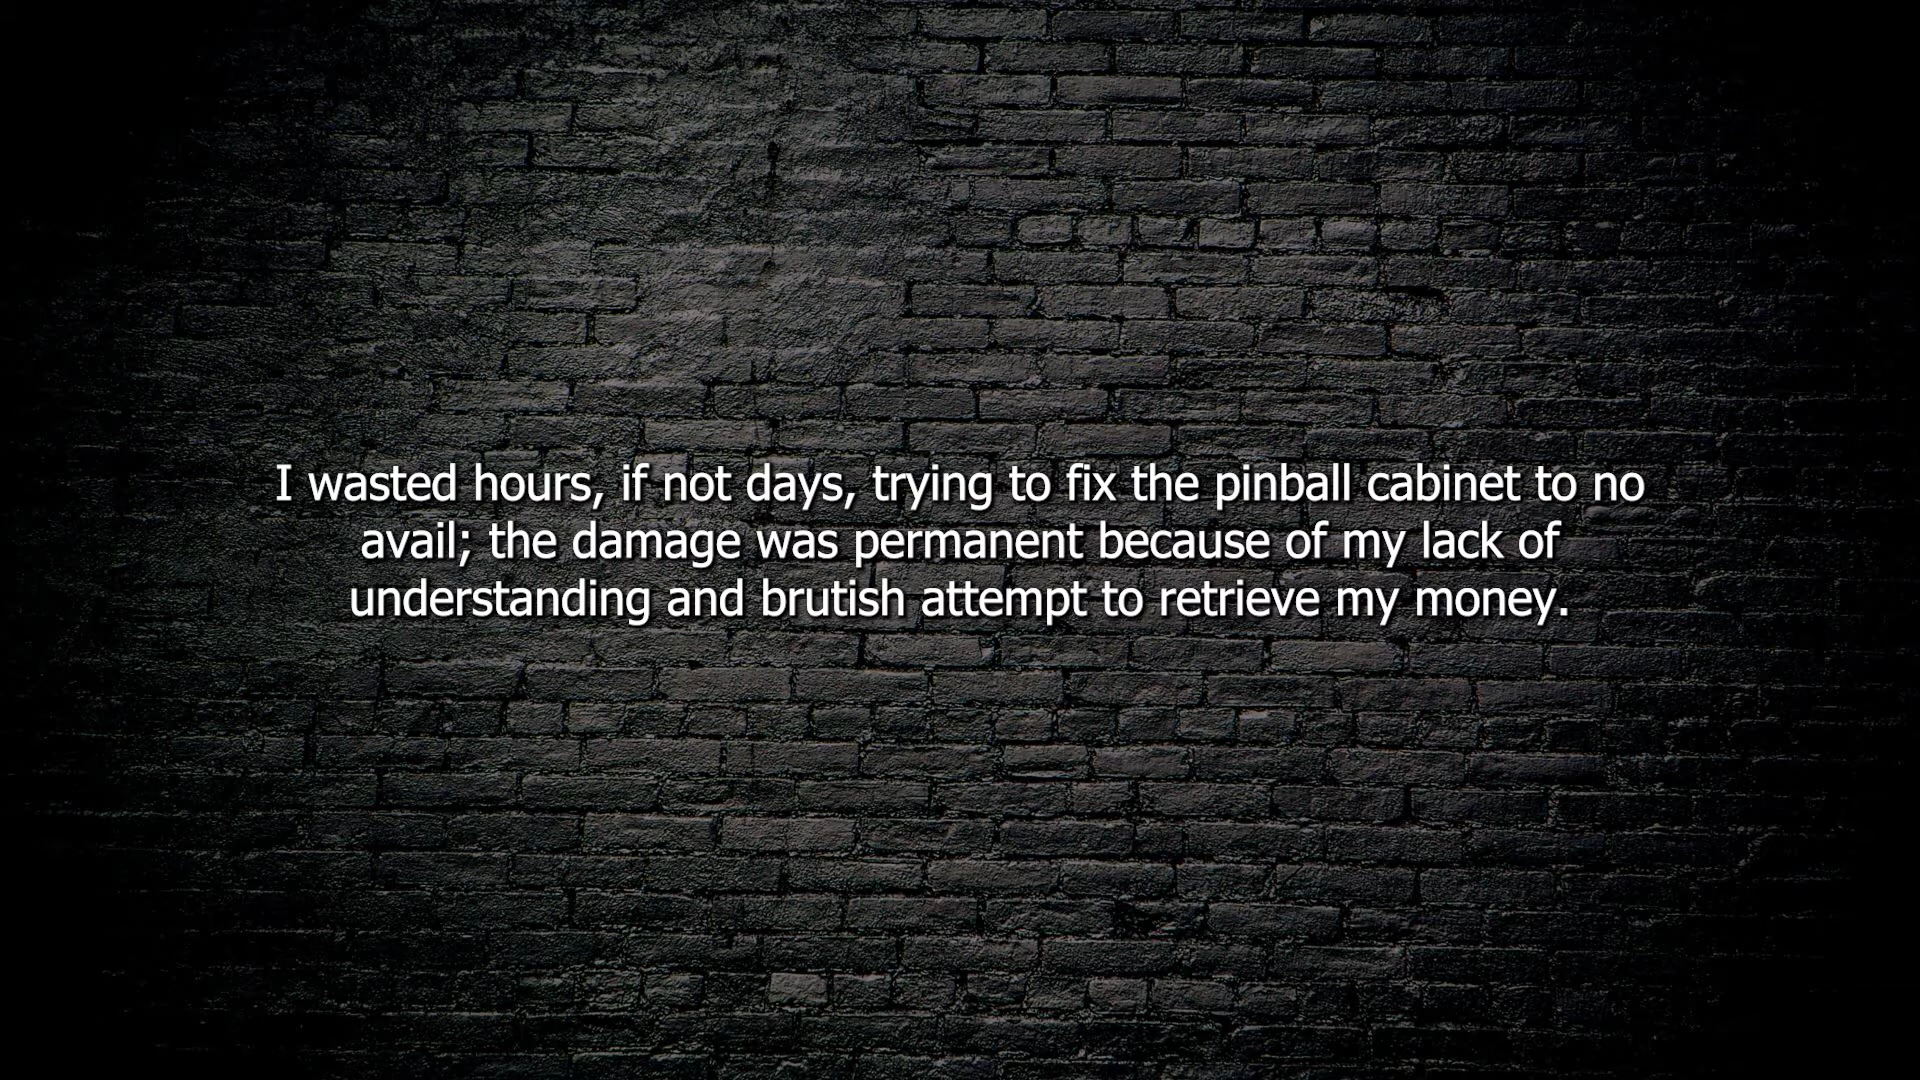 I wasted hours, if not days, trying to fix the pinball cabinet to no
avail; the damage was permanent because of my lack of
understanding and brutish attempt to retrieve my money.